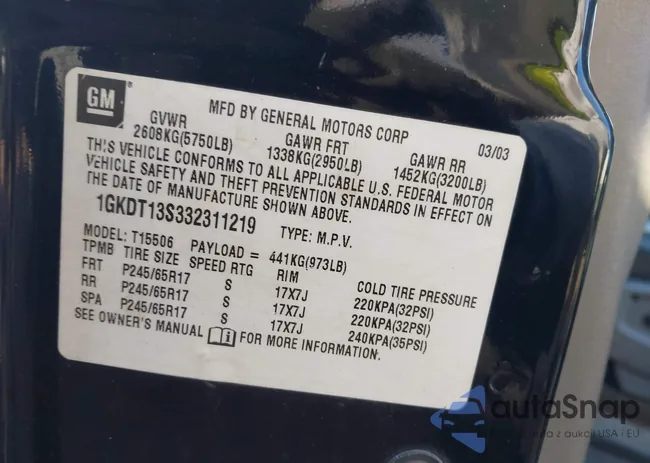 GM
MFD BY GENERAL MOTORS CORP 03/03
GVWR GAWR FRT GAWR RR
2608KG(5750LB) 1338KG(2950LB) 1452KG(3200LB)
THIS VEHICLE CONFORMS TO ALL APPLICABLE U.S. FEDERAL MOTOR
VEHICLE SAFETY AND THEFT PREVENTION STANDARDS IN EFFECT ON
THE DATE OF MANUFACTURE SHOWN ABOVE.
1GKDT13S332311219 TYPE: M.P.V.
MODEL: T15506 PAYLOAD = 441KG(973LB)
TPMB TIRE SIZE SPEED RTG RIM COLD TIRE PRESSURE
FRT P245/65R17 S 17X7J 220KPA(32PSI)
RR P245/65R17 S 17X7J 220KPA(32PSI)
SPA P245/65R17 S 17X7J 240KPA(35PSI)
SEE OWNER'S MANUAL FOR MORE INFORMATION.
autoSnap
z aukcji USA i EU